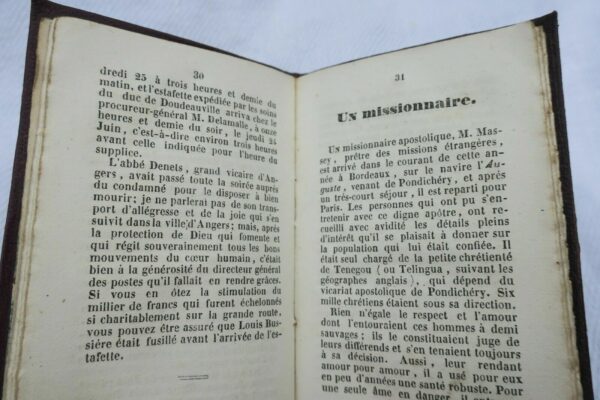 30
dredi 25 à trois heures et demie du
matin, et l'estafette expédiée par les soins
du duc de Doudeauville arriva chez le
procureur-général M. Delamalle, à onze
heures et demie du soir, le jeudi 24
Juin, c'est-à-dire environ trois heures
avant celle indiquée pour l'heure du
supplice.
L'abbé Denets, grand vicaire d'An-
gers, avait passé toute la soirée auprès
du condamné pour le disposer à bien
mourir; je ne parlerai pas de son trans-
port d'allégresse et de la joie qui s'en
suivit dans la ville d'Angers; mais, après
la protection de Dieu qui fomente et
qui régit souverainement tous les bons
mouvements du cœur humain, c'était
bien à la générosité du directeur général
des postes qu'il fallait en rendre grâces.
Si vous en ôtez la stimulation du
millier de francs qui furent échelonnés
si charitablement sur la grande route,
vous pouvez être assuré que Louis Bus-
sière était fusillé avant l'arrivée de l'es-
tafette.
31
Un missionnaire.
Un missionnaire apostolique, M. Mas-
sey, prêtre des missions étrangères,
est arrivé dans le courant de cette an-
née à Bordeaux, sur le navire l'Au-
guste, venant de Pondichéry, et après
un très-court séjour, il est reparti pour
Paris. Les personnes qui ont pu s'en-
tretenir avec ce digne apôtre, ont re-
cueilli avec avidité les détails pleins
d'intérêt qu'il se plaisait à donner sur
la population qui lui était confiée. Il
était seul chargé de la petite chrétienté
de Tenegou (ou Telingua, suivant les
géographes anglais), qui dépend du
vicariat apostolique de Pondichéry. Six
mille chrétiens étaient sous sa direction.
Rien n'égale le respect et l'amour
dont l'entouraient ces hommes à demi
sauvages; ils le constituaient juge de
leurs différends et s'en tenaient toujours
à sa décision. Aussi, leur rendant
amour pour amour, il a usé pour eux
en peu d'années une santé robuste. Pour
une seule âme en danger, il